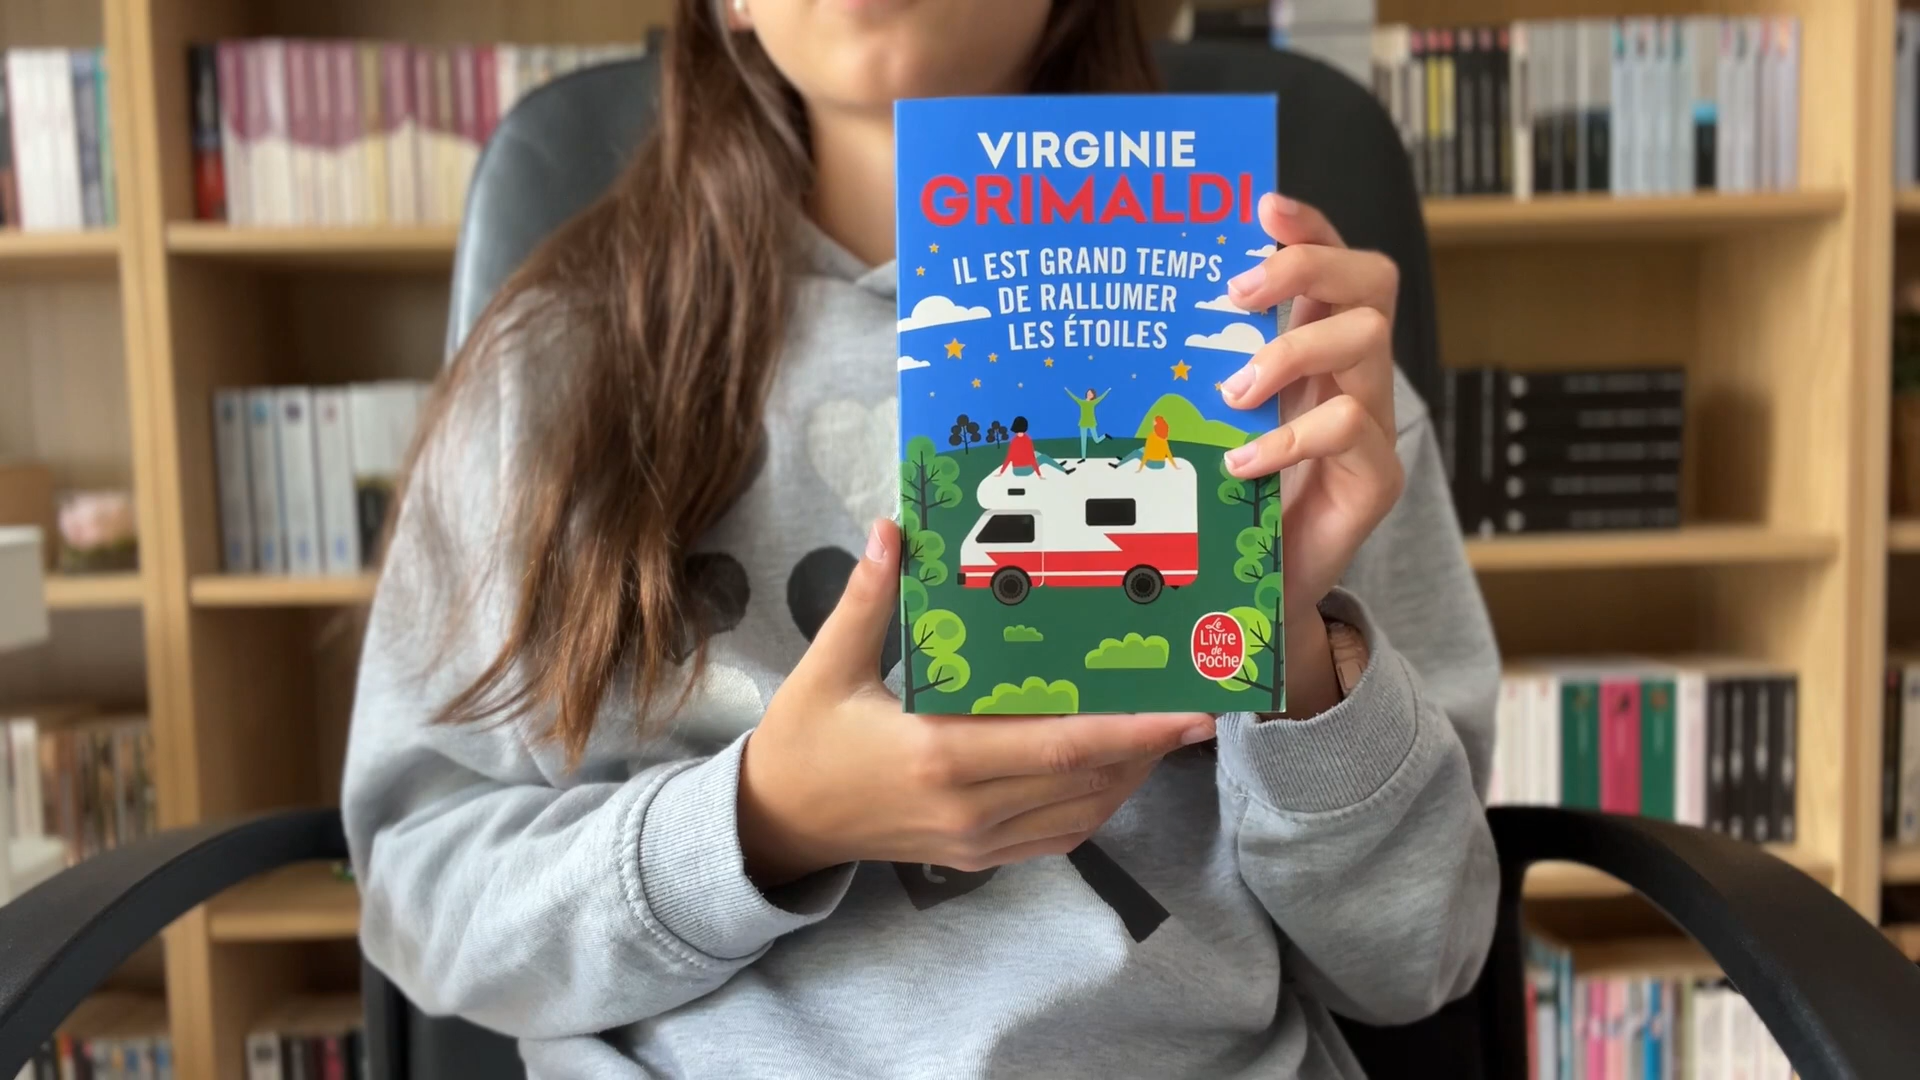 VIRGINIE
GRIMALDI
IL EST GRAND TEMPS
DE RALLUMER
LES ÉTOILES
Le
Livre
de
Poche